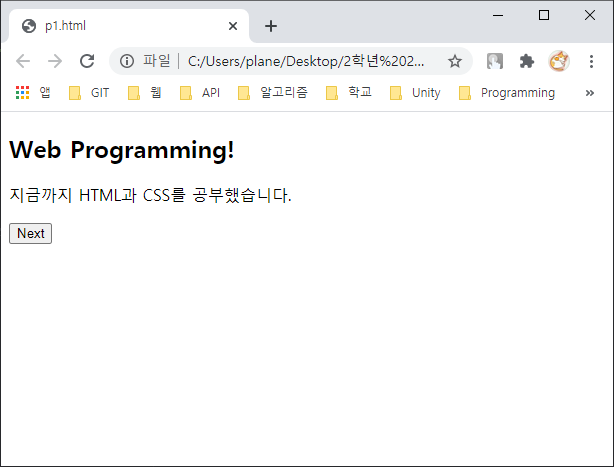 p1.html
파일 | C:/Users/plane/Desktop/2학년%202...
앱 GIT 웹 API 알고리즘 학교 Unity Programming »
Web Programming!
지금까지 HTML과 CSS를 공부했습니다.
Next